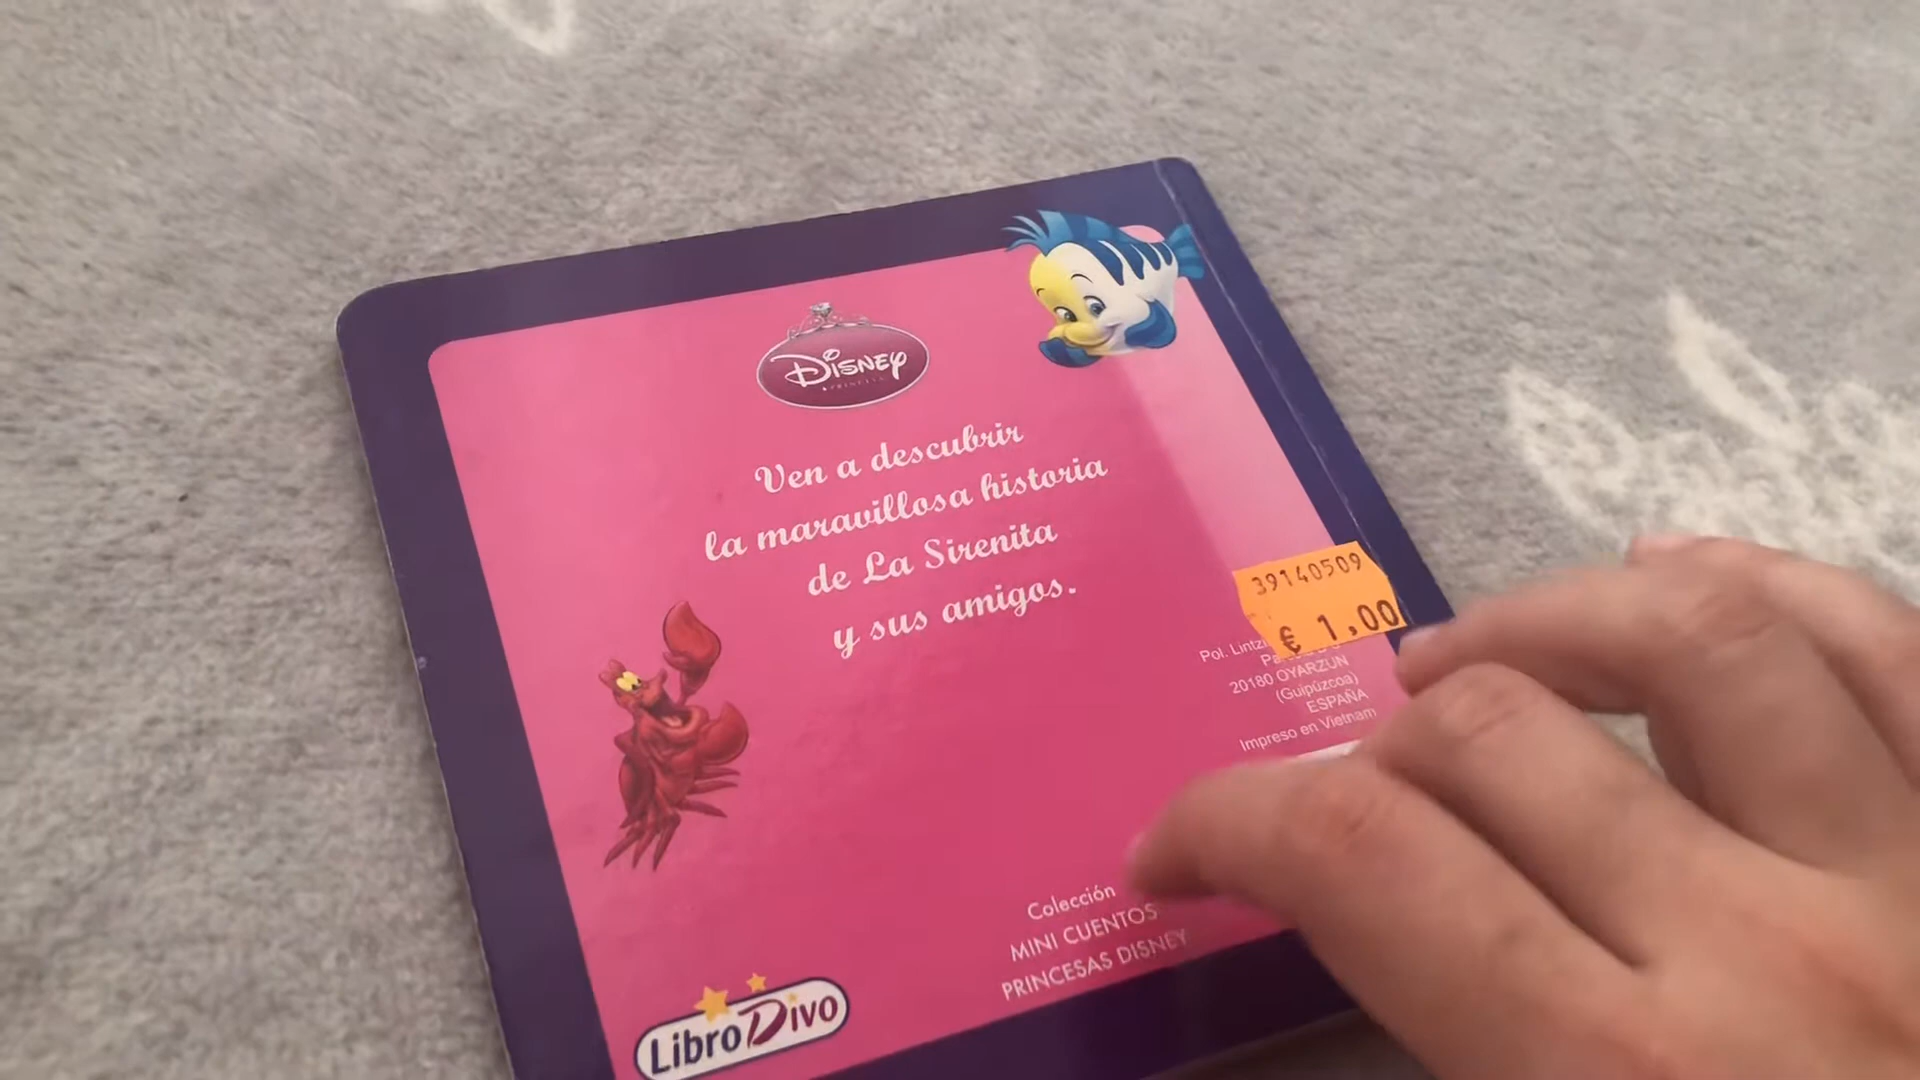 Disney
PRINCESA
Ven a descubrir
la maravillosa historia
de La Sirenita
y sus amigos.
39140509
€ 1,00
Pol.
20180 OYARZUN
(Guipúzcoa)
ESPAÑA
Impreso en Vietnam
Colección
MINI CUENTOS
PRINCESAS DISNEY
LibroDivo